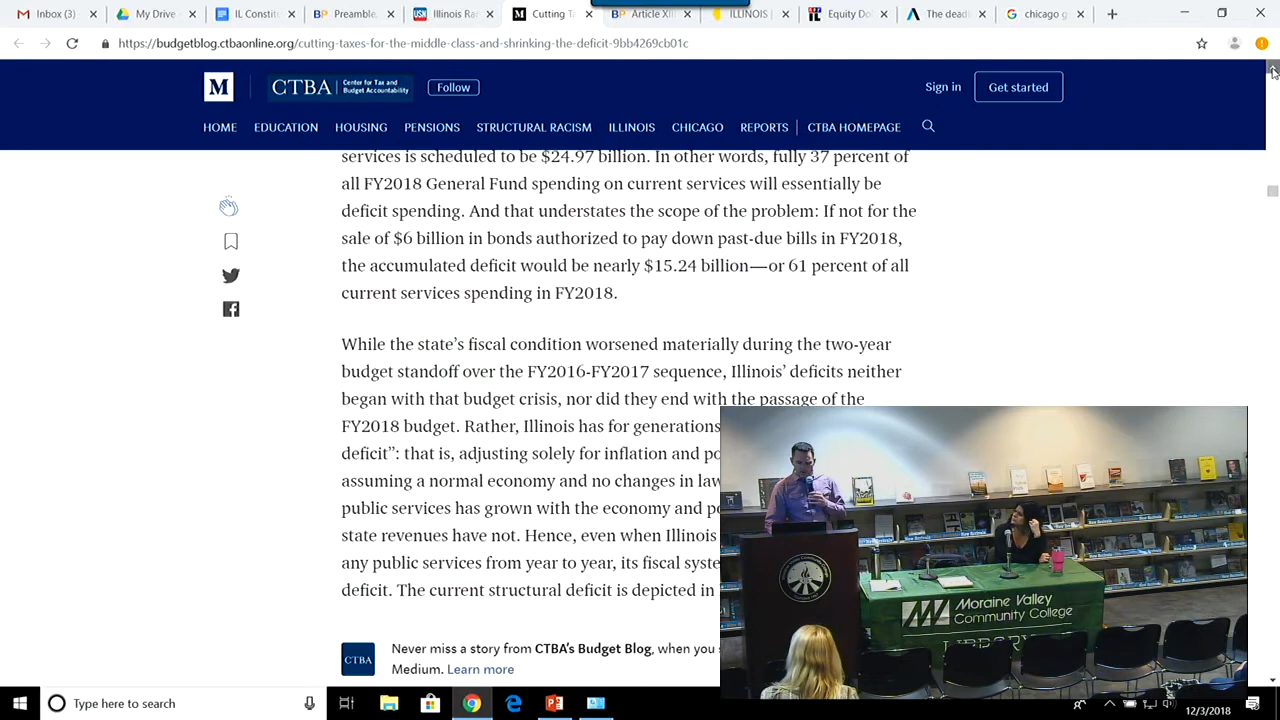 Inbox (3)
My Drive
IL Constit
Preamble,
Illinois Ra
Cutting Ta
Article XII
ILLINOIS |
Equity Do
The deadl
chicago g
https://budgetblog.ctbaonline.org/cutting-taxes-for-the-middle-class-and-shrinking-the-deficit-9bb4269cb01c
M
CTBA
Center for Tax and
Budget Accountability
Follow
Sign in
Get started
HOME
EDUCATION
HOUSING
PENSIONS
STRUCTURAL RACISM
ILLINOIS
CHICAGO
REPORTS
CTBA HOMEPAGE
services is scheduled to be $24.97 billion. In other words, fully 37 percent of
all FY2018 General Fund spending on current services will essentially be
deficit spending. And that understates the scope of the problem: If not for the
sale of $6 billion in bonds authorized to pay down past-due bills in FY2018,
the accumulated deficit would be nearly $15.24 billion—or 61 percent of all
current services spending in FY2018.
While the state’s fiscal condition worsened materially during the two-year
budget standoff over the FY2016-FY2017 sequence, Illinois’ deficits neither
began with that budget crisis, nor did they end with the passage of the
FY2018 budget. Rather, Illinois has for generations
deficit”: that is, adjusting solely for inflation and po
assuming a normal economy and no changes in law
public services has grown with the economy and po
state revenues have not. Hence, even when Illinois
any public services from year to year, its fiscal syste
deficit. The current structural deficit is depicted in
CTBA
Never miss a story from CTBA’s Budget Blog, when you s
Medium. Learn more
Moraine Valley
Community College
LIBRARY
Type here to search
12/3/2018